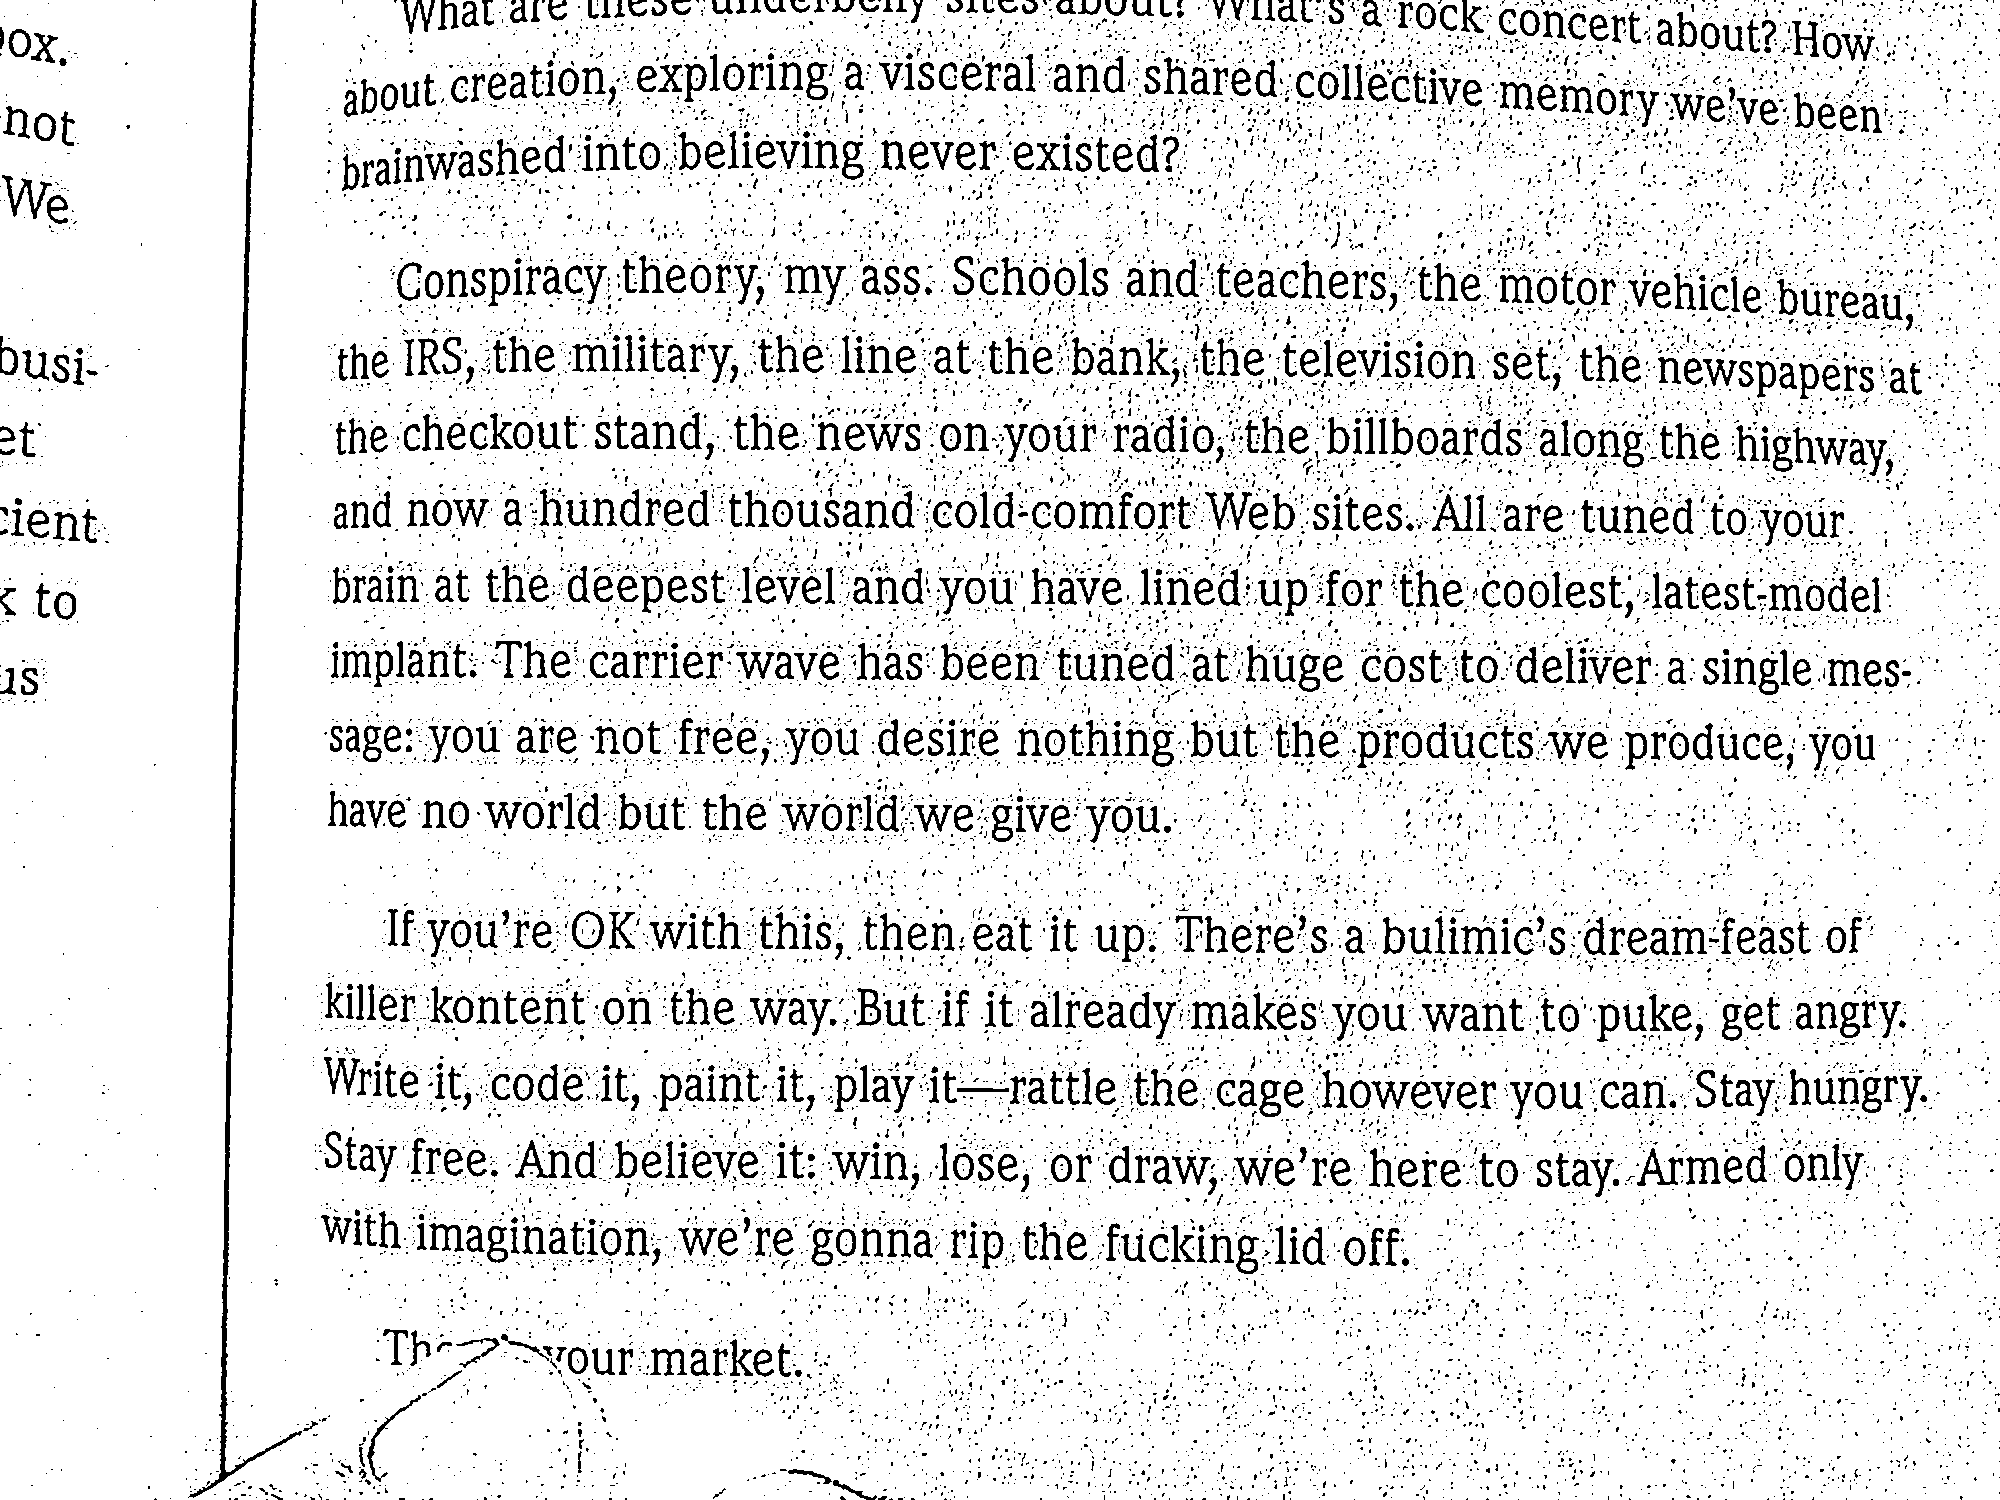 ox.
not
We
busi-
et
cient
k to
us
What are these underbelly sites about? What's a rock concert about? How
about creation, exploring a visceral and shared collective memory we've been
brainwashed into believing never existed?
Conspiracy theory, my ass. Schools and teachers, the motor vehicle bureau,
the IRS, the military, the line at the bank, the television set, the newspapers at
the checkout stand, the news on your radio, the billboards along the highway,
and now a hundred thousand cold-comfort Web sites. All are tuned to your
brain at the deepest level and you have lined up for the coolest, latest-model
implant. The carrier wave has been tuned at huge cost to deliver a single mes-
sage: you are not free, you desire nothing but the products we produce, you
have no world but the world we give you.
If you're OK with this, then eat it up. There's a bulimic's dream-feast of
killer kontent on the way. But if it already makes you want to puke, get angry.
Write it, code it, paint it, play it—rattle the cage however you can. Stay hungry.
Stay free. And believe it: win, lose, or draw, we're here to stay. Armed only
with imagination, we're gonna rip the fucking lid off.
your market.